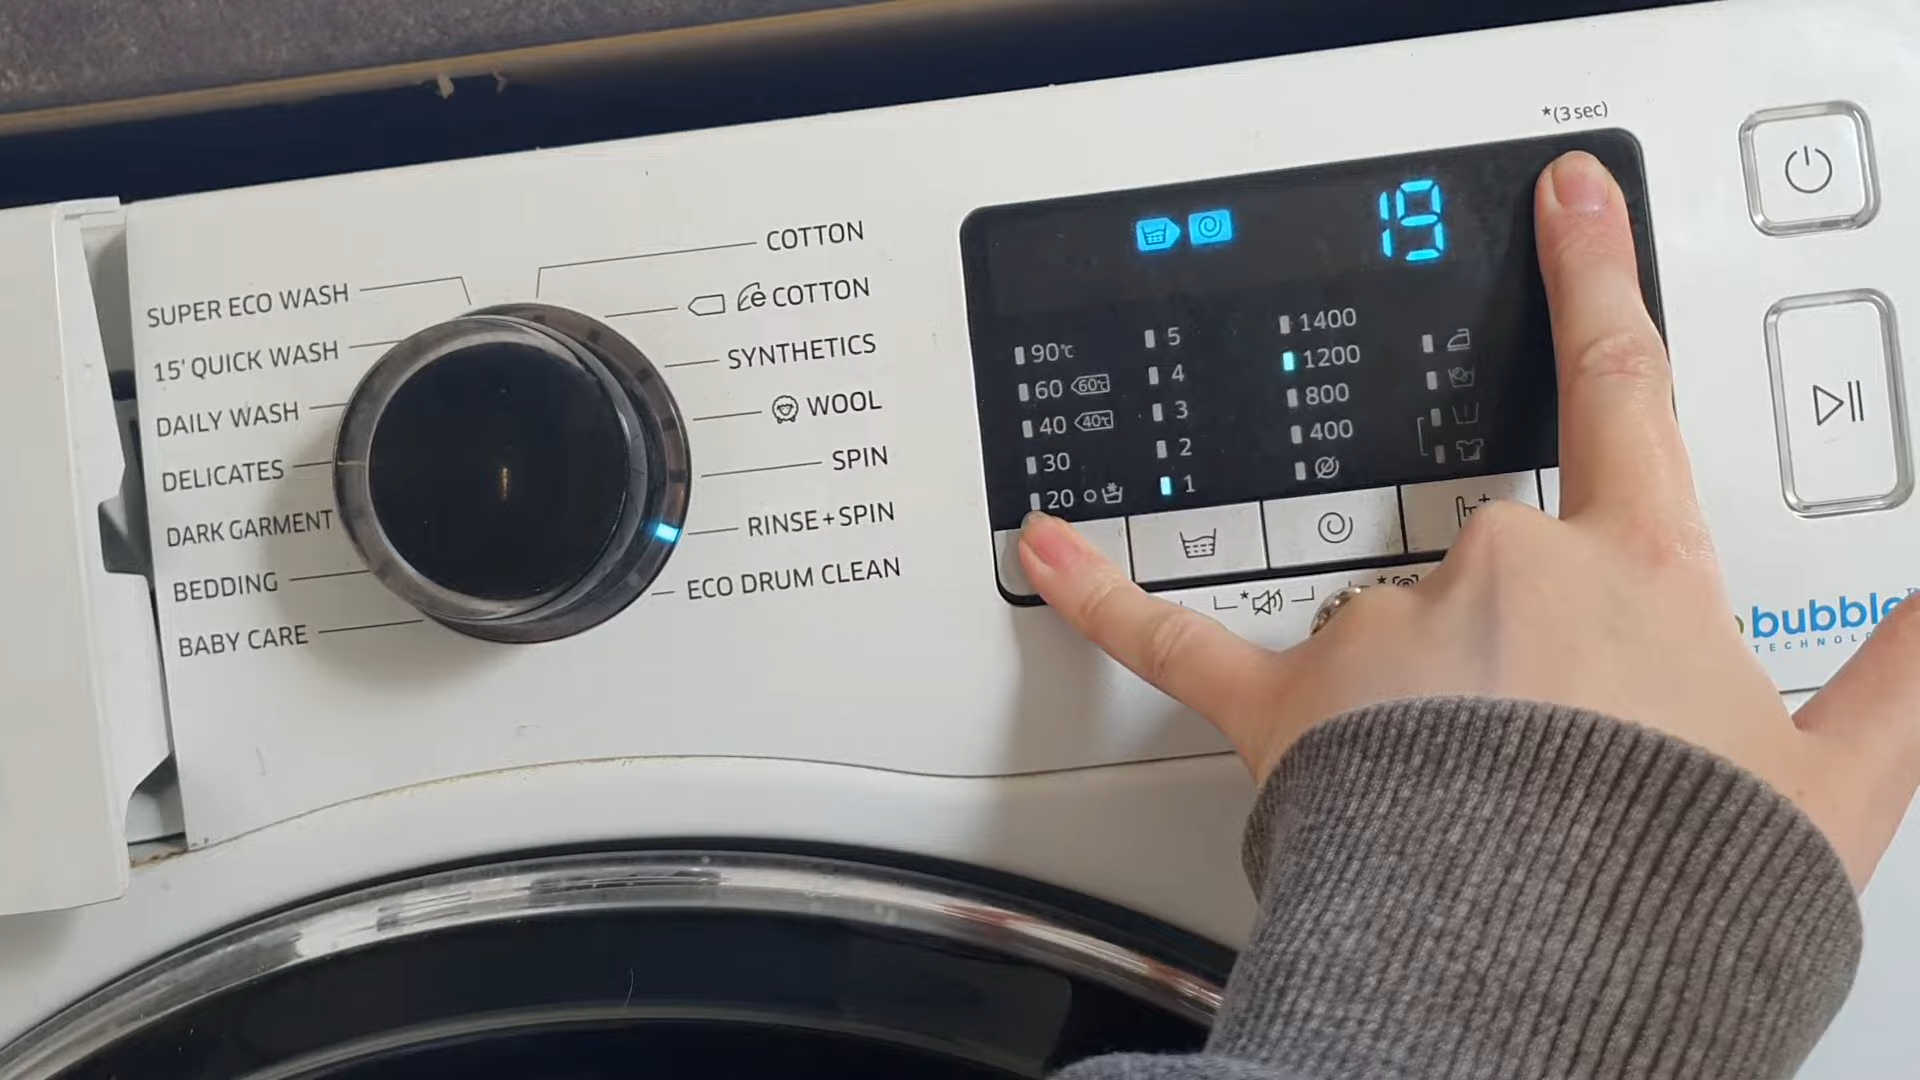 *(3 sec)
COTTON
SUPER ECO WASH
e COTTON
15' QUICK WASH
SYNTHETICS
DAILY WASH
WOOL
DELICATES
SPIN
DARK GARMENT
RINSE+SPIN
BEDDING
ECO DRUM CLEAN
BABY CARE
19
90°c
60 60°c
40 40°c
30
20
5
4
3
2
1
1400
1200
800
400
*
*
bubble